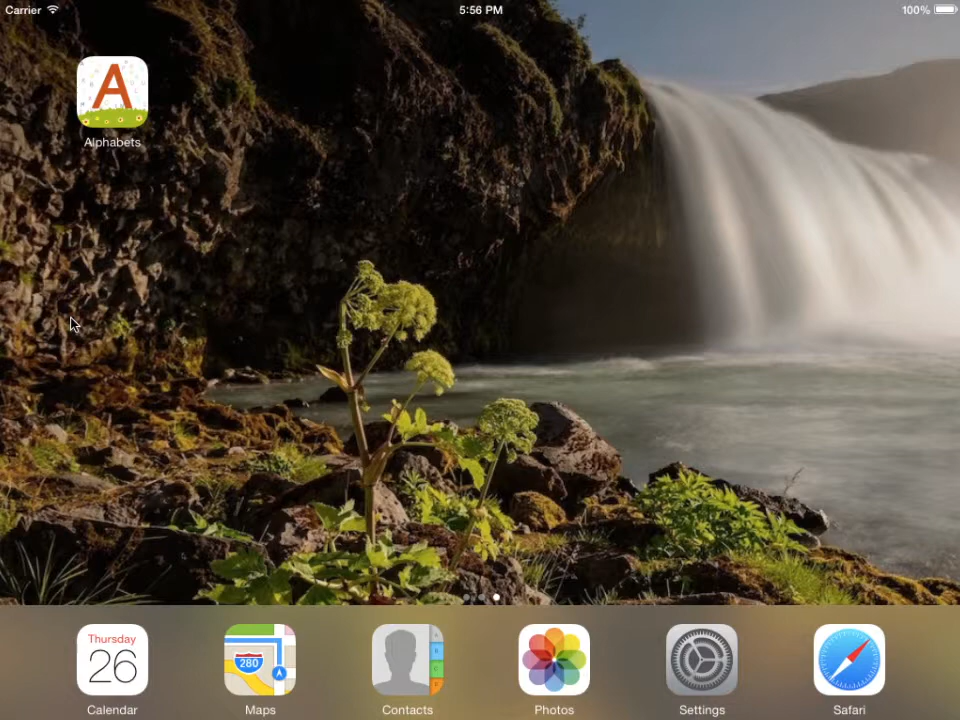 Carrier 5:56 PM 100%
A
Alphabets
Thursday
26
280
Calendar Maps Contacts Photos Settings Safari